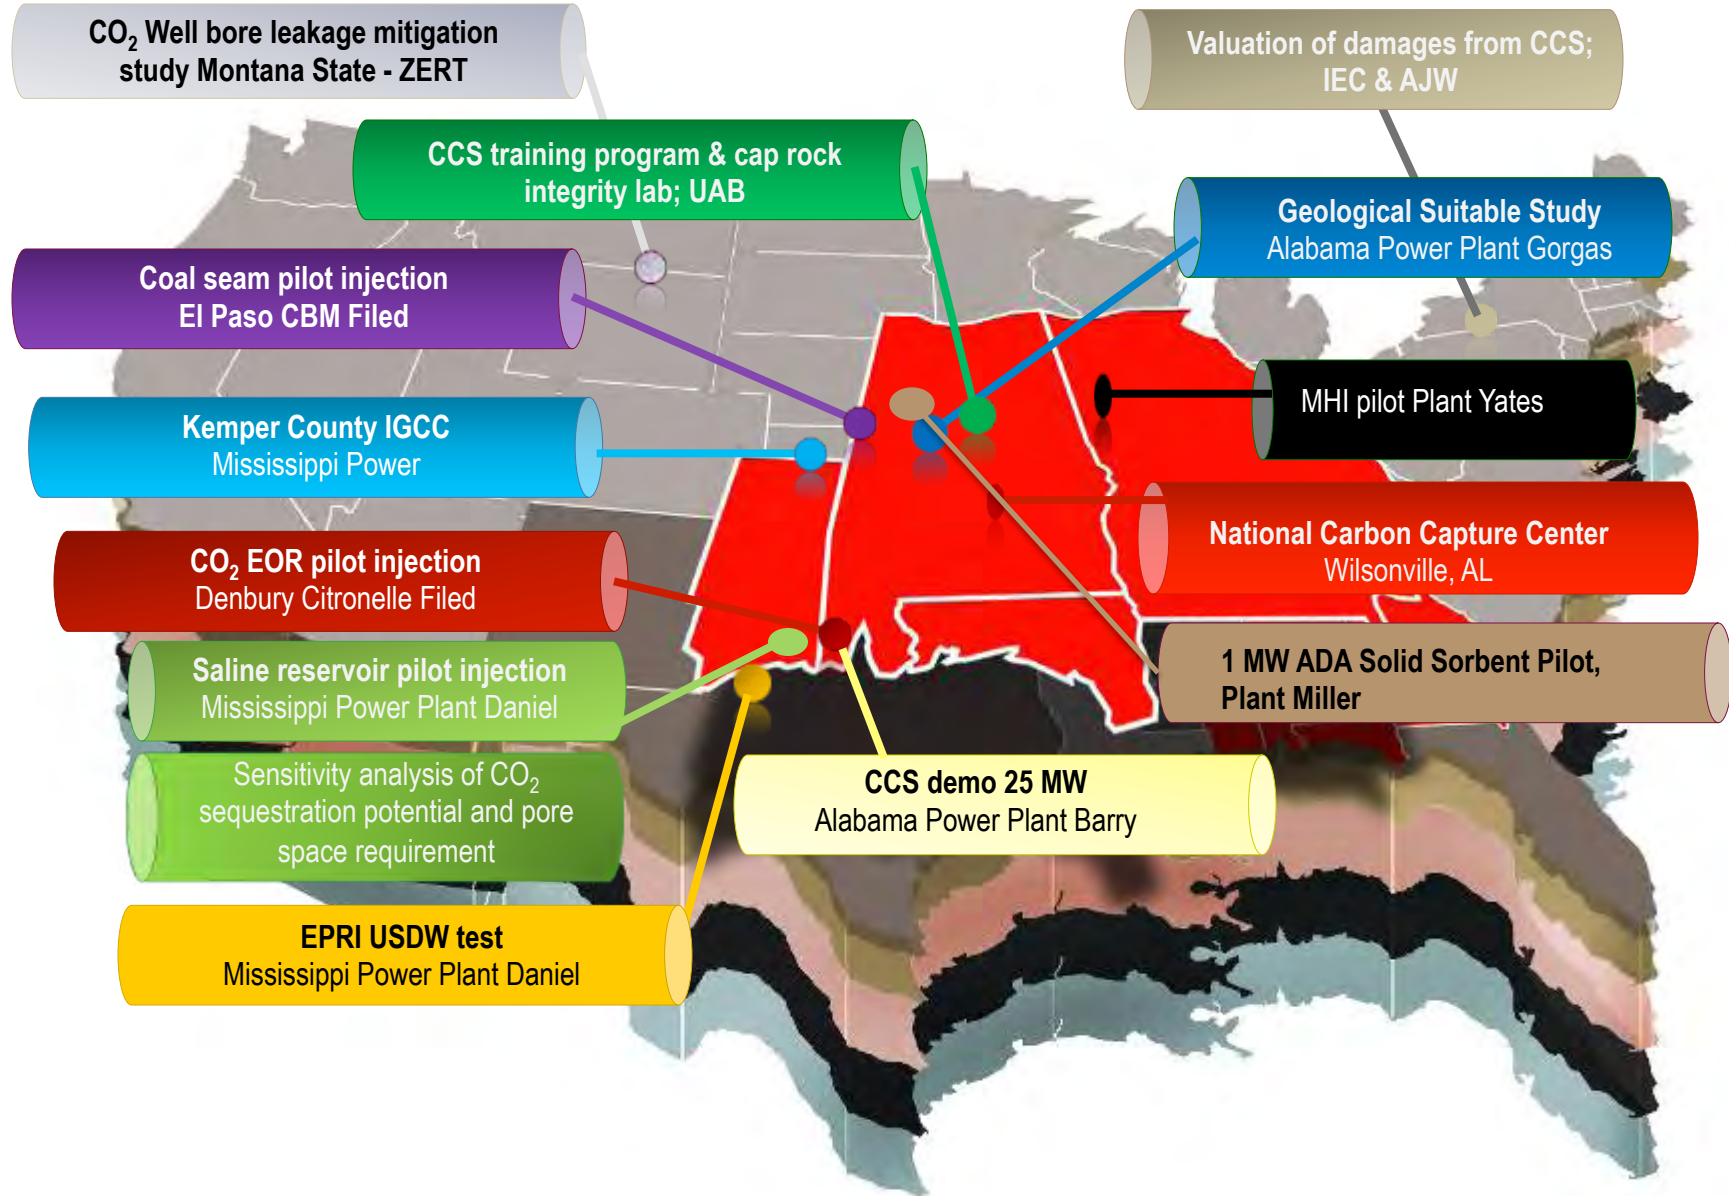 CO₂ Well bore leakage mitigation
study Montana State - ZERT
Valuation of damages from CCS;
IEC & AJW
CCS training program & cap rock
integrity lab; UAB
Geological Suitable Study
Alabama Power Plant Gorgas
Coal seam pilot injection
El Paso CBM Filed
MHI pilot Plant Yates
Kemper County IGCC
Mississippi Power
National Carbon Capture Center
Wilsonville, AL
CO₂ EOR pilot injection
Denbury Citronelle Filed
Saline reservoir pilot injection
Mississippi Power Plant Daniel
1 MW ADA Solid Sorbent Pilot,
Plant Miller
Sensitivity analysis of CO₂
sequestration potential and pore
space requirement
CCS demo 25 MW
Alabama Power Plant Barry
EPRI USDW test
Mississippi Power Plant Daniel